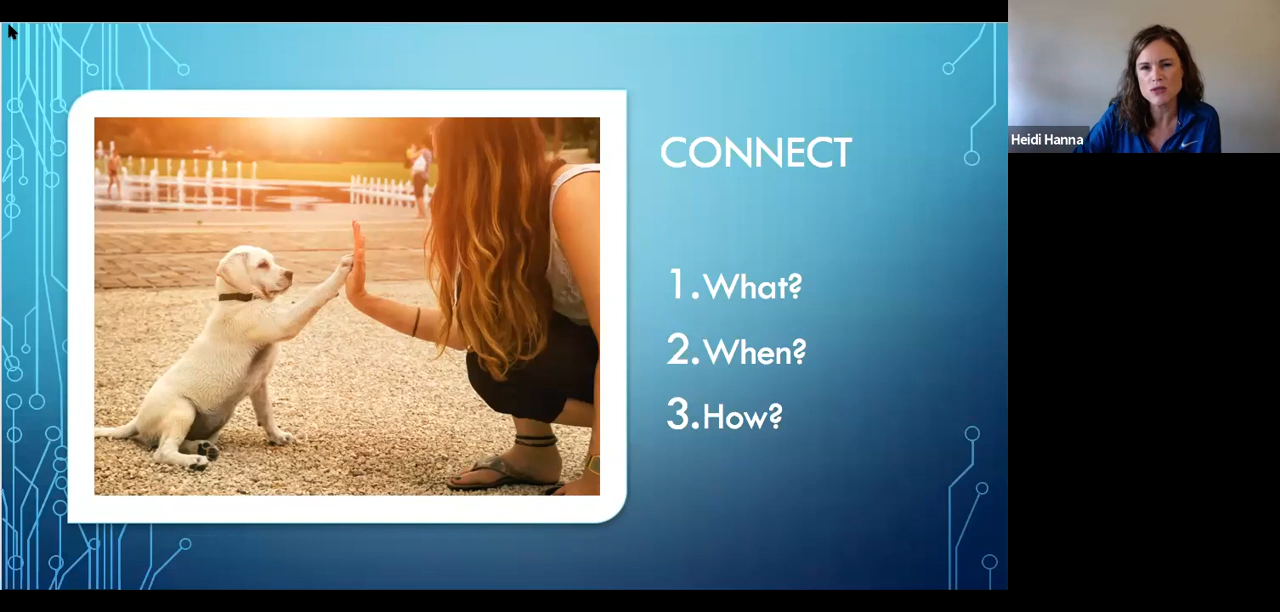 CONNECT
1. What?
2. When?
3. How?
Heidi Hanna